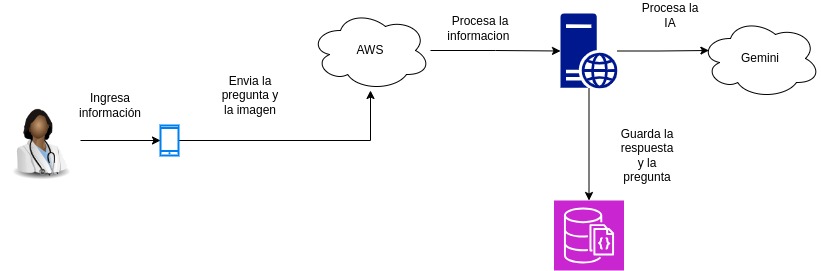 Ingresa
información
Envia la
pregunta y
la imagen
AWS
Procesa la
informacion
Procesa la
IA
Gemini
Guarda la
respuesta
y la
pregunta
{ }